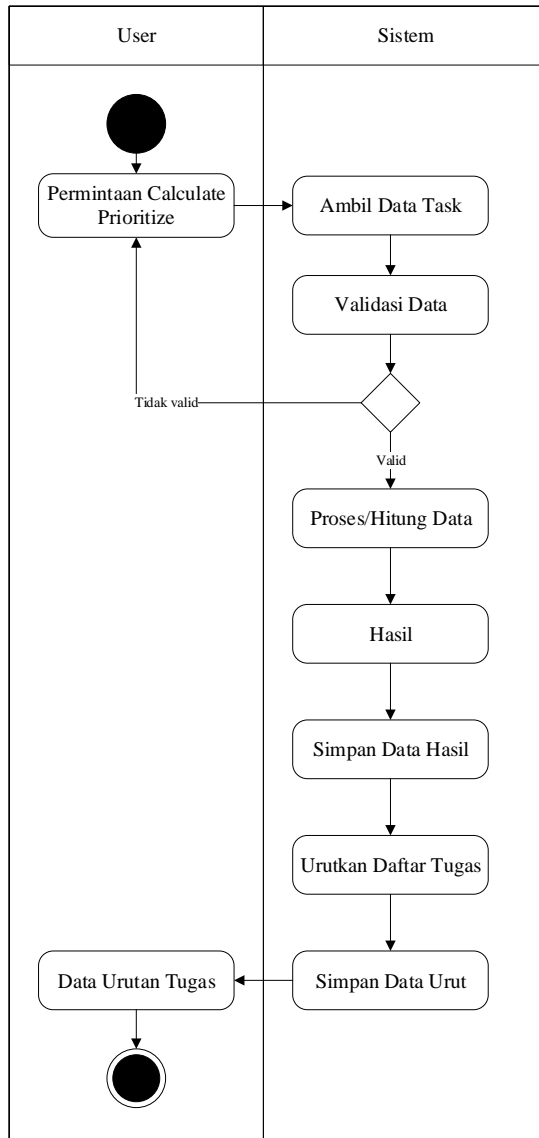 User
Sistem
Permintaan Calculate
Prioritize
Ambil Data Task
Validasi Data
Tidak valid
Valid
Proses/Hitung Data
Hasil
Simpan Data Hasil
Urutkan Daftar Tugas
Data Urutan Tugas
Simpan Data Urut